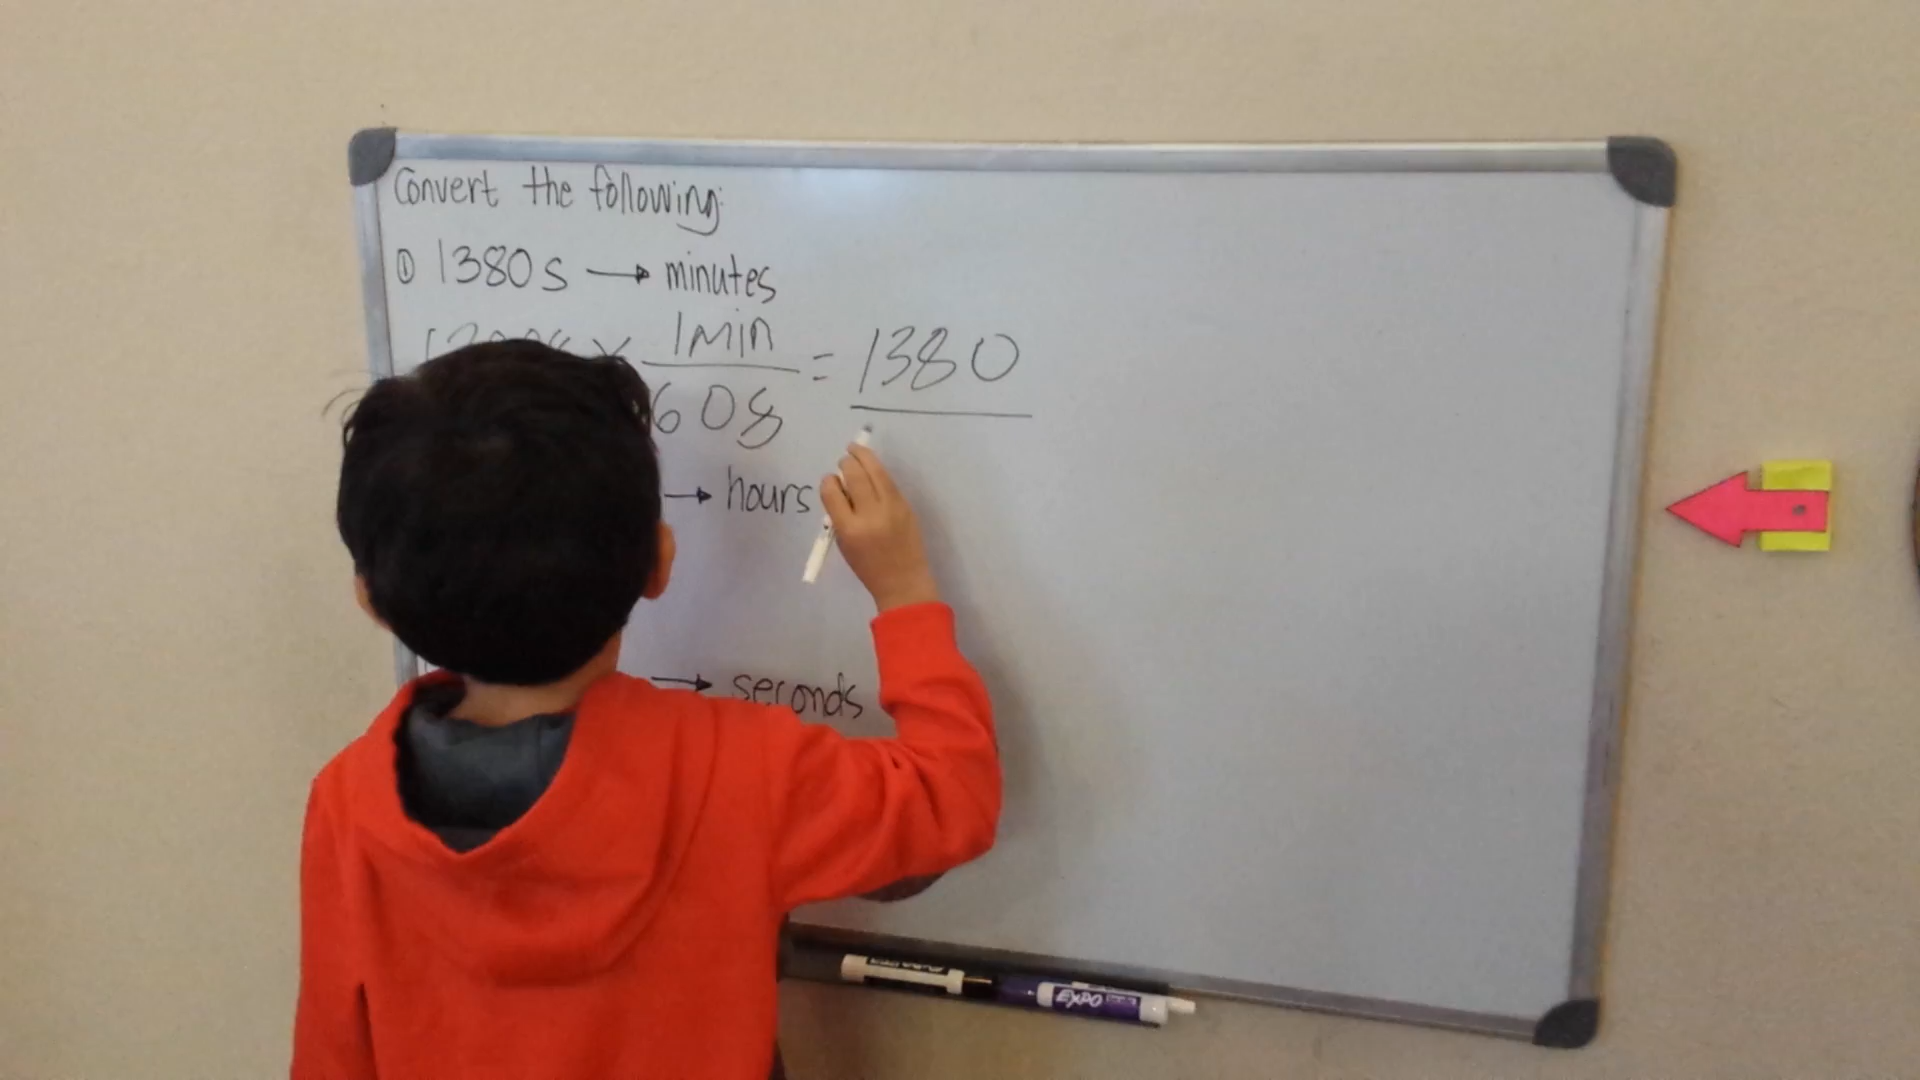 Convert the following:
① 1380s → minutes
× 1min = 1380
60s
→ hours
→ seconds
EXPO